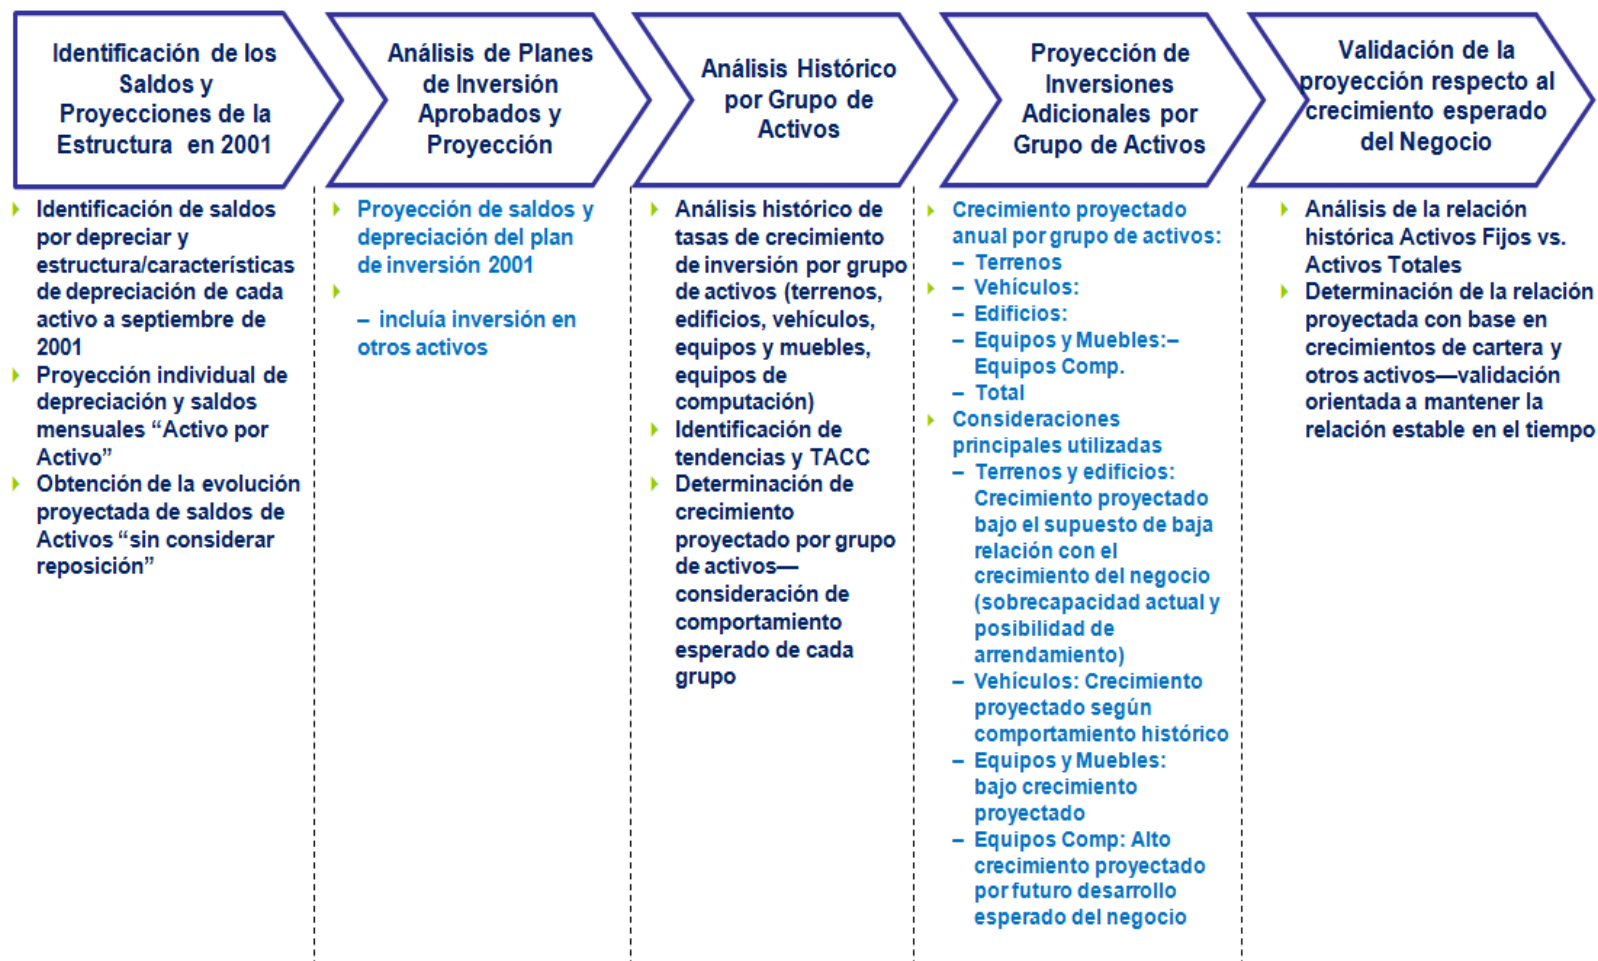 Identificación de los
Saldos y
Proyecciones de la
Estructura en 2001
Análisis de Planes
de Inversión
Aprobados y
Proyección
Análisis Histórico
por Grupo de
Activos
Proyección de
Inversiones
Adicionales por
Grupo de Activos
Validación de la
proyección respecto al
crecimiento esperado
del Negocio
Identificación de saldos
por depreciar y
estructura/características
de depreciación de cada
activo a septiembre de
2001
Proyección individual de
depreciación y saldos
mensuales “Activo por
Activo”
Obtención de la evolución
proyectada de saldos de
Activos “sin considerar
reposición”
Proyección de saldos y
depreciación del plan
de inversión 2001
– incluía inversión en
otros activos
Análisis histórico de
tasas de crecimiento
de inversión por grupo
de activos (terrenos,
edificios, vehículos,
equipos y muebles,
equipos de
computación)
Identificación de
tendencias y TACC
Determinación de
crecimiento
proyectado por grupo
de activos—
consideración de
comportamiento
esperado de cada
grupo
Crecimiento proyectado
anual por grupo de activos:
– Terrenos
– Vehículos:
– Edificios:
– Equipos y Muebles:–
Equipos Comp.
– Total
Consideraciones
principales utilizadas
– Terrenos y edificios:
Crecimiento proyectado
bajo el supuesto de baja
relación con el
crecimiento del negocio
(sobrecapacidad actual y
posibilidad de
arrendamiento)
– Vehículos: Crecimiento
proyectado según
comportamiento histórico
– Equipos y Muebles:
bajo crecimiento
proyectado
– Equipos Comp: Alto
crecimiento proyectado
por futuro desarrollo
esperado del negocio
Análisis de la relación
histórica Activos Fijos vs.
Activos Totales
Determinación de la relación
proyectada con base en
crecimientos de cartera y
otros activos—validación
orientada a mantener la
relación estable en el tiempo